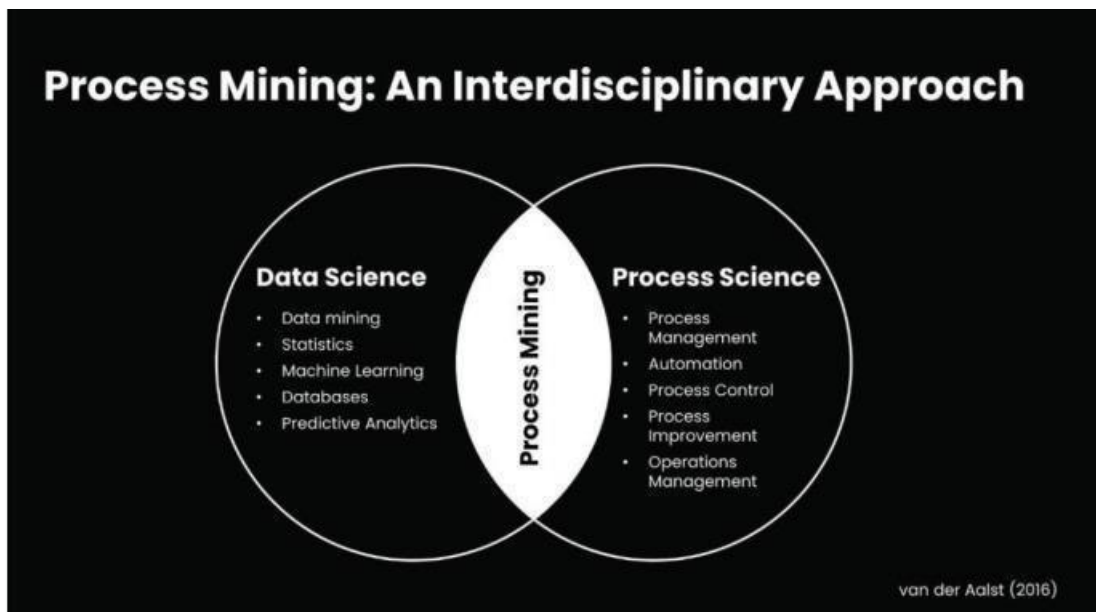 Process Mining: An Interdisciplinary Approach
Data Science
• Data mining
• Statistics
• Machine Learning
• Databases
• Predictive Analytics
Process Mining
Process Science
• Process
Management
• Automation
• Process Control
• Process
Improvement
• Operations
Management
van der Aalst (2016)